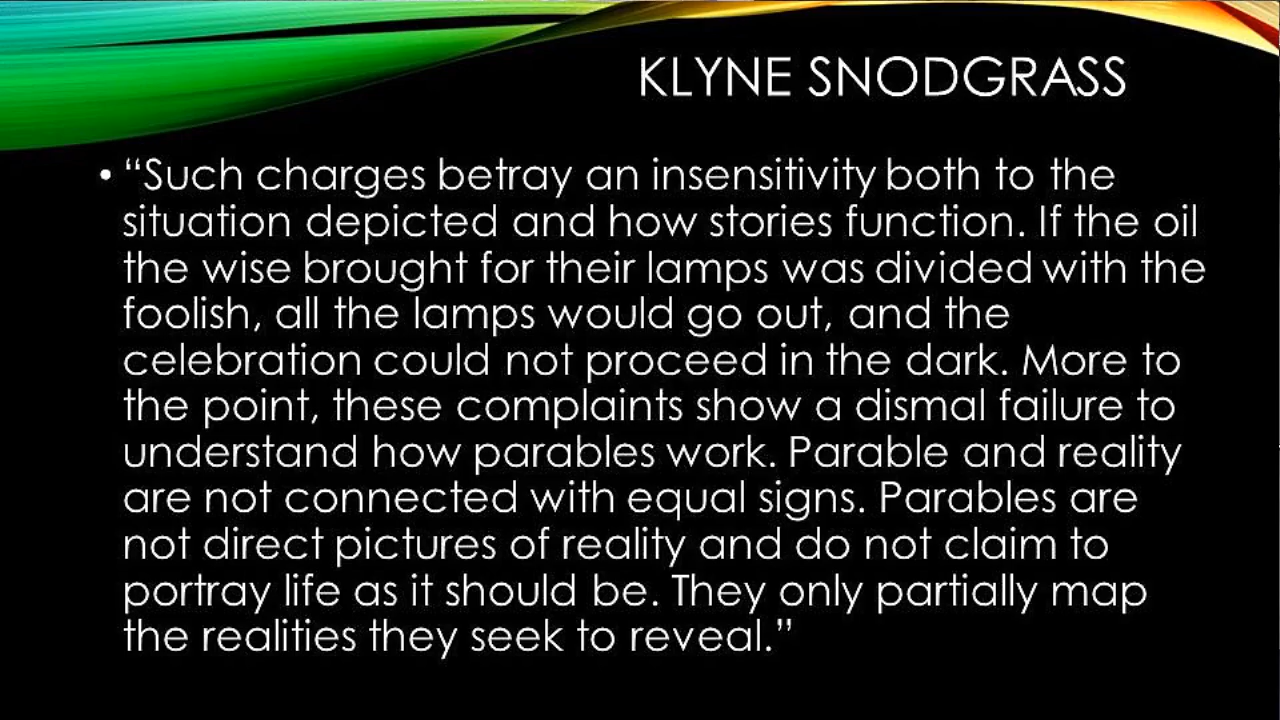 KLYNE SNODGRASS
• “Such charges betray an insensitivity both to the
situation depicted and how stories function. If the oil
the wise brought for their lamps was divided with the
foolish, all the lamps would go out, and the
celebration could not proceed in the dark. More to
the point, these complaints show a dismal failure to
understand how parables work. Parable and reality
are not connected with equal signs. Parables are
not direct pictures of reality and do not claim to
portray life as it should be. They only partially map
the realities they seek to reveal.”